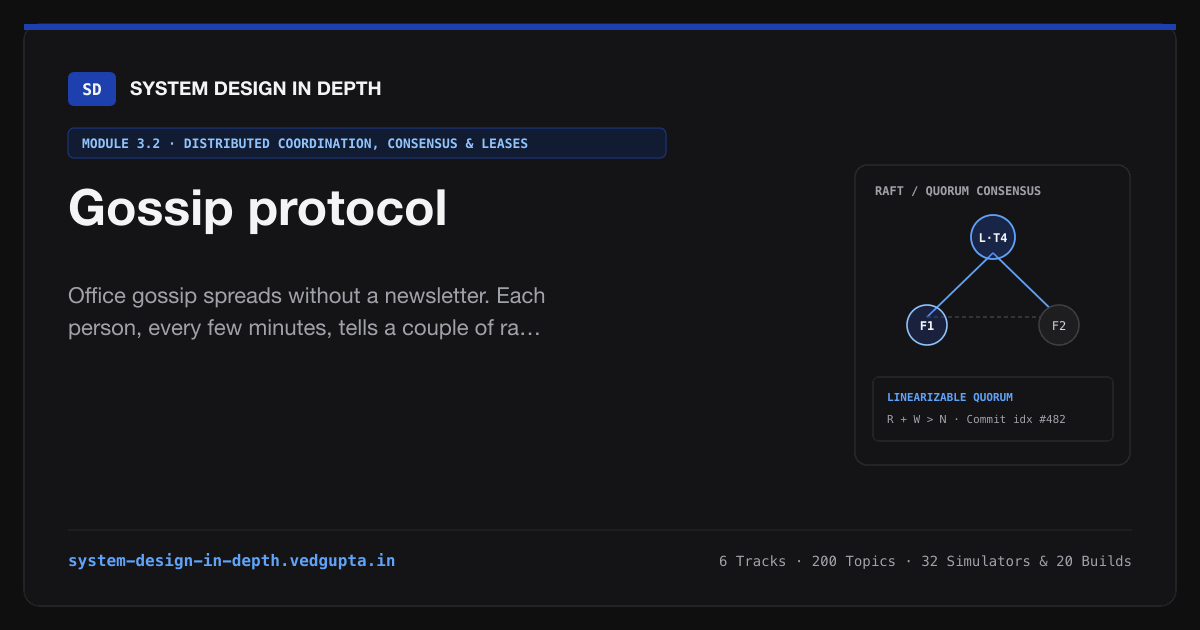 SD SYSTEM DESIGN IN DEPTH
MODULE 3.2 · DISTRIBUTED COORDINATION, CONSENSUS & LEASES
Gossip protocol
Office gossip spreads without a newsletter. Each
person, every few minutes, tells a couple of ra…
RAFT / QUORUM CONSENSUS
L·T4
F1
F2
LINEARIZABLE QUORUM
R + W > N · Commit idx #482
system-design-in-depth.vedgupta.in
6 Tracks · 200 Topics · 32 Simulators & 20 Builds